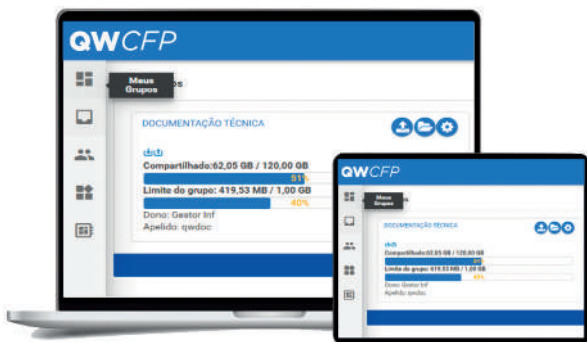 QWCFP
Meus
Grupos
DOCUMENTAÇÃO TÉCNICA
Compartilhado:62,05 GB / 120,00 GB
51%
Limite do grupo: 419,53 MB / 1,00 GB
40%
Dono: Gestor Inf
Apelido: qwdoc
QWCFP
Meus
Grupos
DOCUMENTAÇÃO TÉCNICA
Compartilhado:62,05 GB / 120,00 GB
Limite do grupo: 419,53 MB / 1,00 GB
40%
Dono: Gestor Inf
Apelido: qwdoc